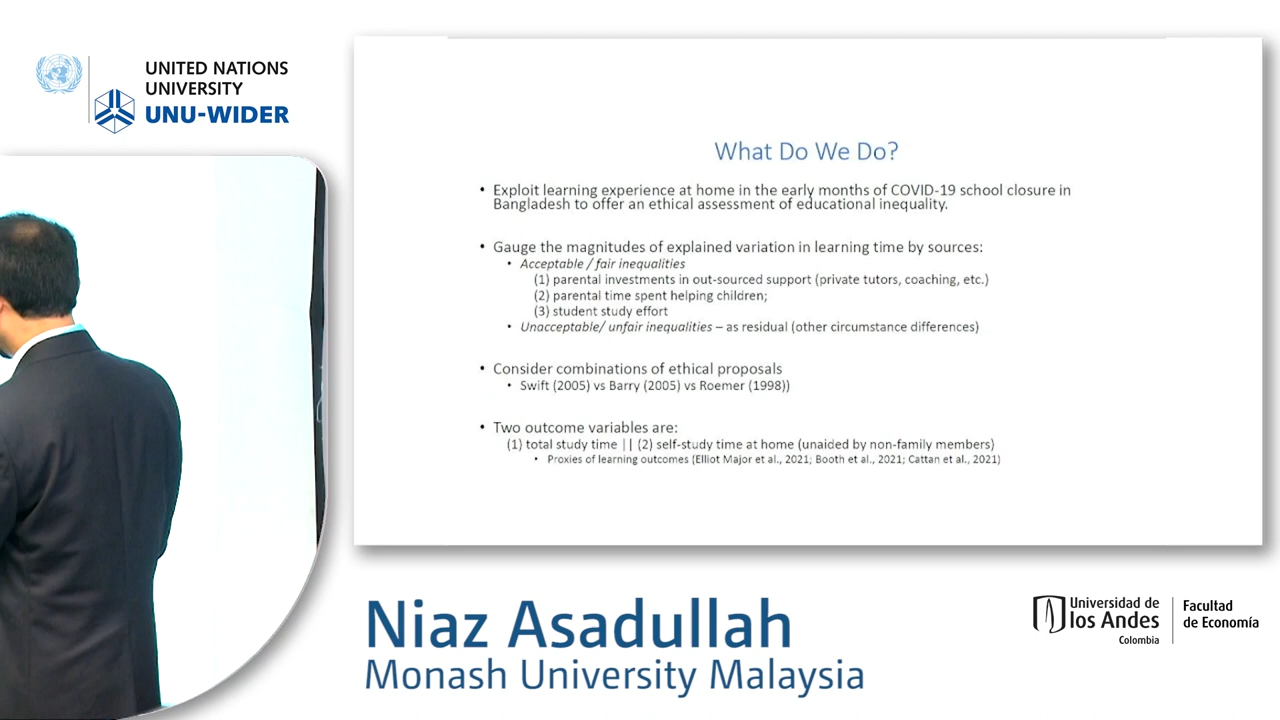 UNITED NATIONS
UNIVERSITY
UNU-WIDER
What Do We Do?
• Exploit learning experience at home in the early months of COVID-19 school closure in
Bangladesh to offer an ethical assessment of educational inequality.
• Gauge the magnitudes of explained variation in learning time by sources:
• Acceptable / fair inequalities
(1) parental investments in out-sourced support (private tutors, coaching, etc.)
(2) parental time spent helping children;
(3) student study effort
• Unacceptable/ unfair inequalities – as residual (other circumstance differences)
• Consider combinations of ethical proposals
• Swift (2005) vs Barry (2005) vs Roemer (1998))
• Two outcome variables are:
(1) total study time || (2) self-study time at home (unaided by non-family members)
• Proxies of learning outcomes (Elliot Major et al., 2021; Booth et al., 2021; Cattan et al., 2021)
Niaz Asadullah
Monash University Malaysia
Universidad de
los Andes
Colombia
Facultad
de Economía